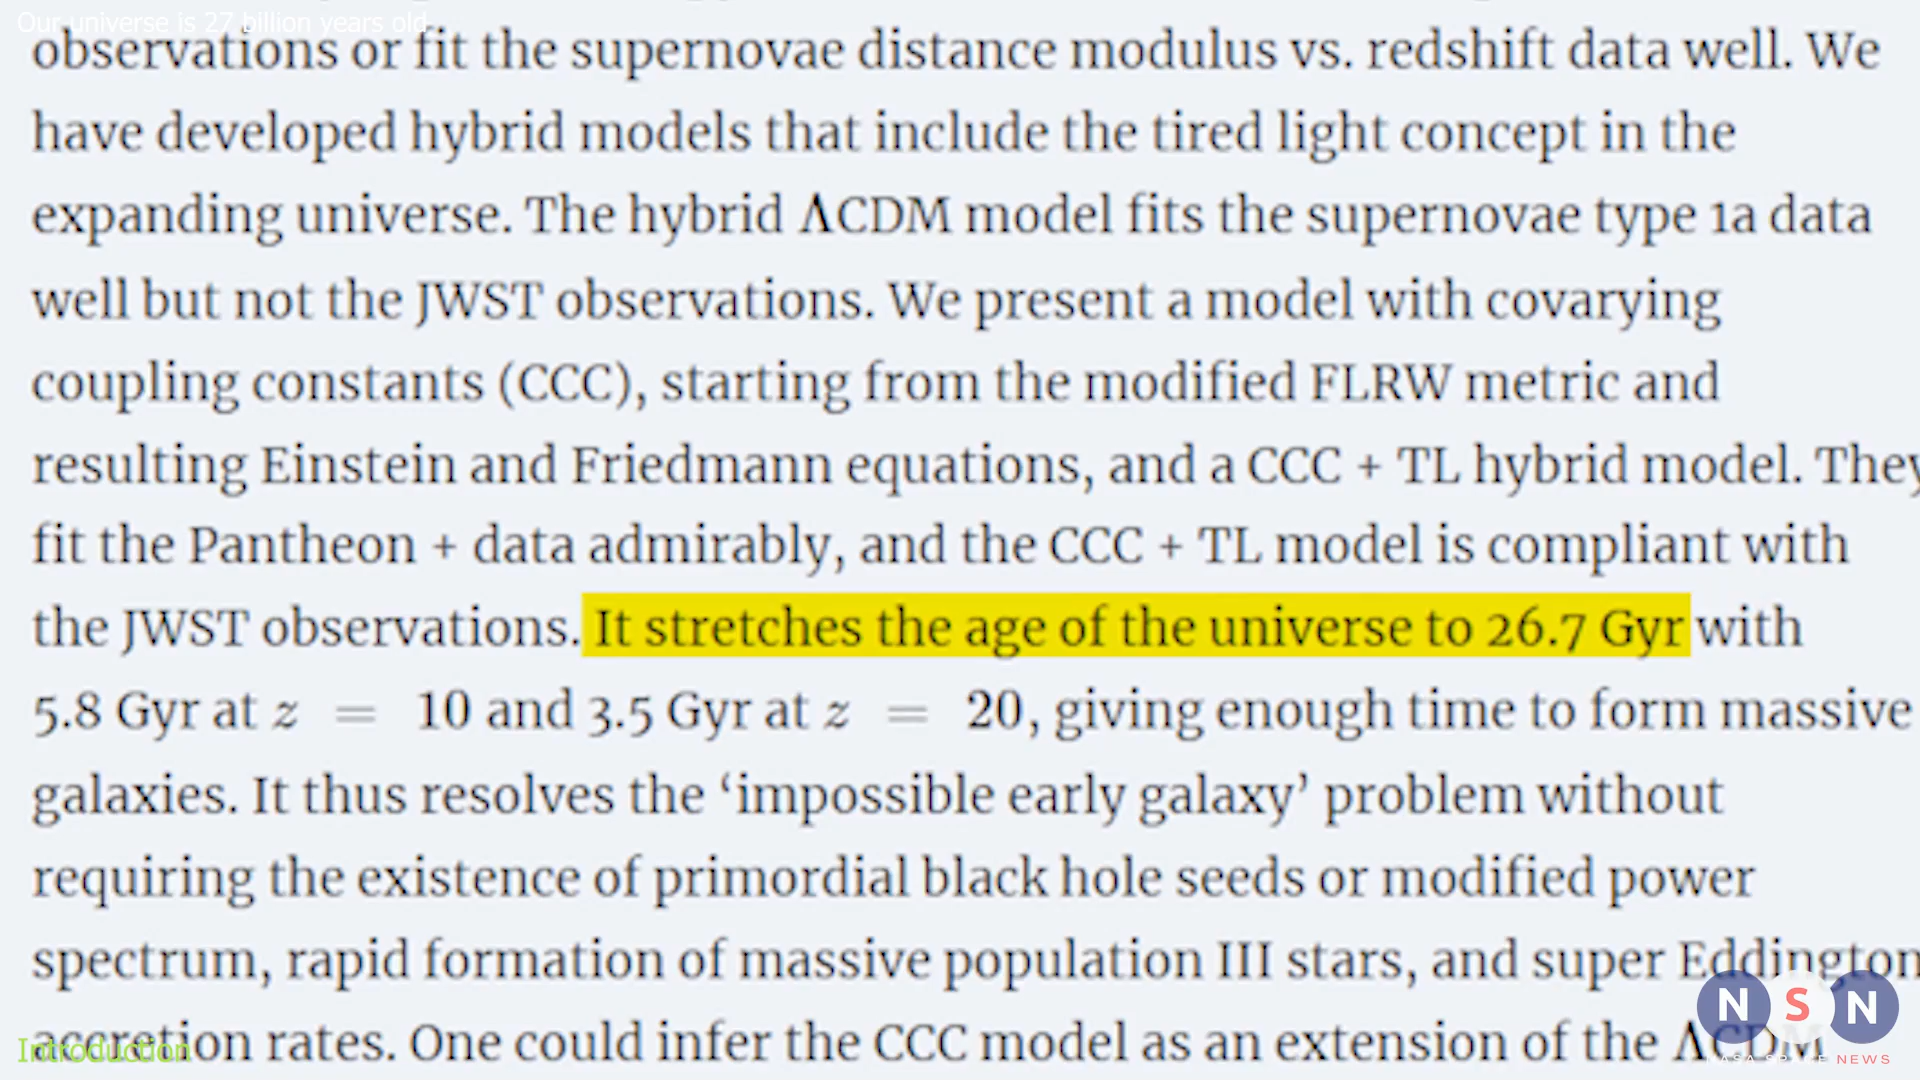 Our universe is 27 billion years old
observations or fit the supernovae distance modulus vs. redshift data well. We
have developed hybrid models that include the tired light concept in the
expanding universe. The hybrid ΛCDM model fits the supernovae type 1a data
well but not the JWST observations. We present a model with covarying
coupling constants (CCC), starting from the modified FLRW metric and
resulting Einstein and Friedmann equations, and a CCC + TL hybrid model. They
fit the Pantheon + data admirably, and the CCC + TL model is compliant with
the JWST observations. It stretches the age of the universe to 26.7 Gyr with
5.8 Gyr at z = 10 and 3.5 Gyr at z = 20, giving enough time to form massive
galaxies. It thus resolves the ‘impossible early galaxy’ problem without
requiring the existence of primordial black hole seeds or modified power
spectrum, rapid formation of massive population III stars, and super Eddington
accretion rates. One could infer the CCC model as an extension of the ΛCDM
Introduction
NSN
NASA SPACE NEWS